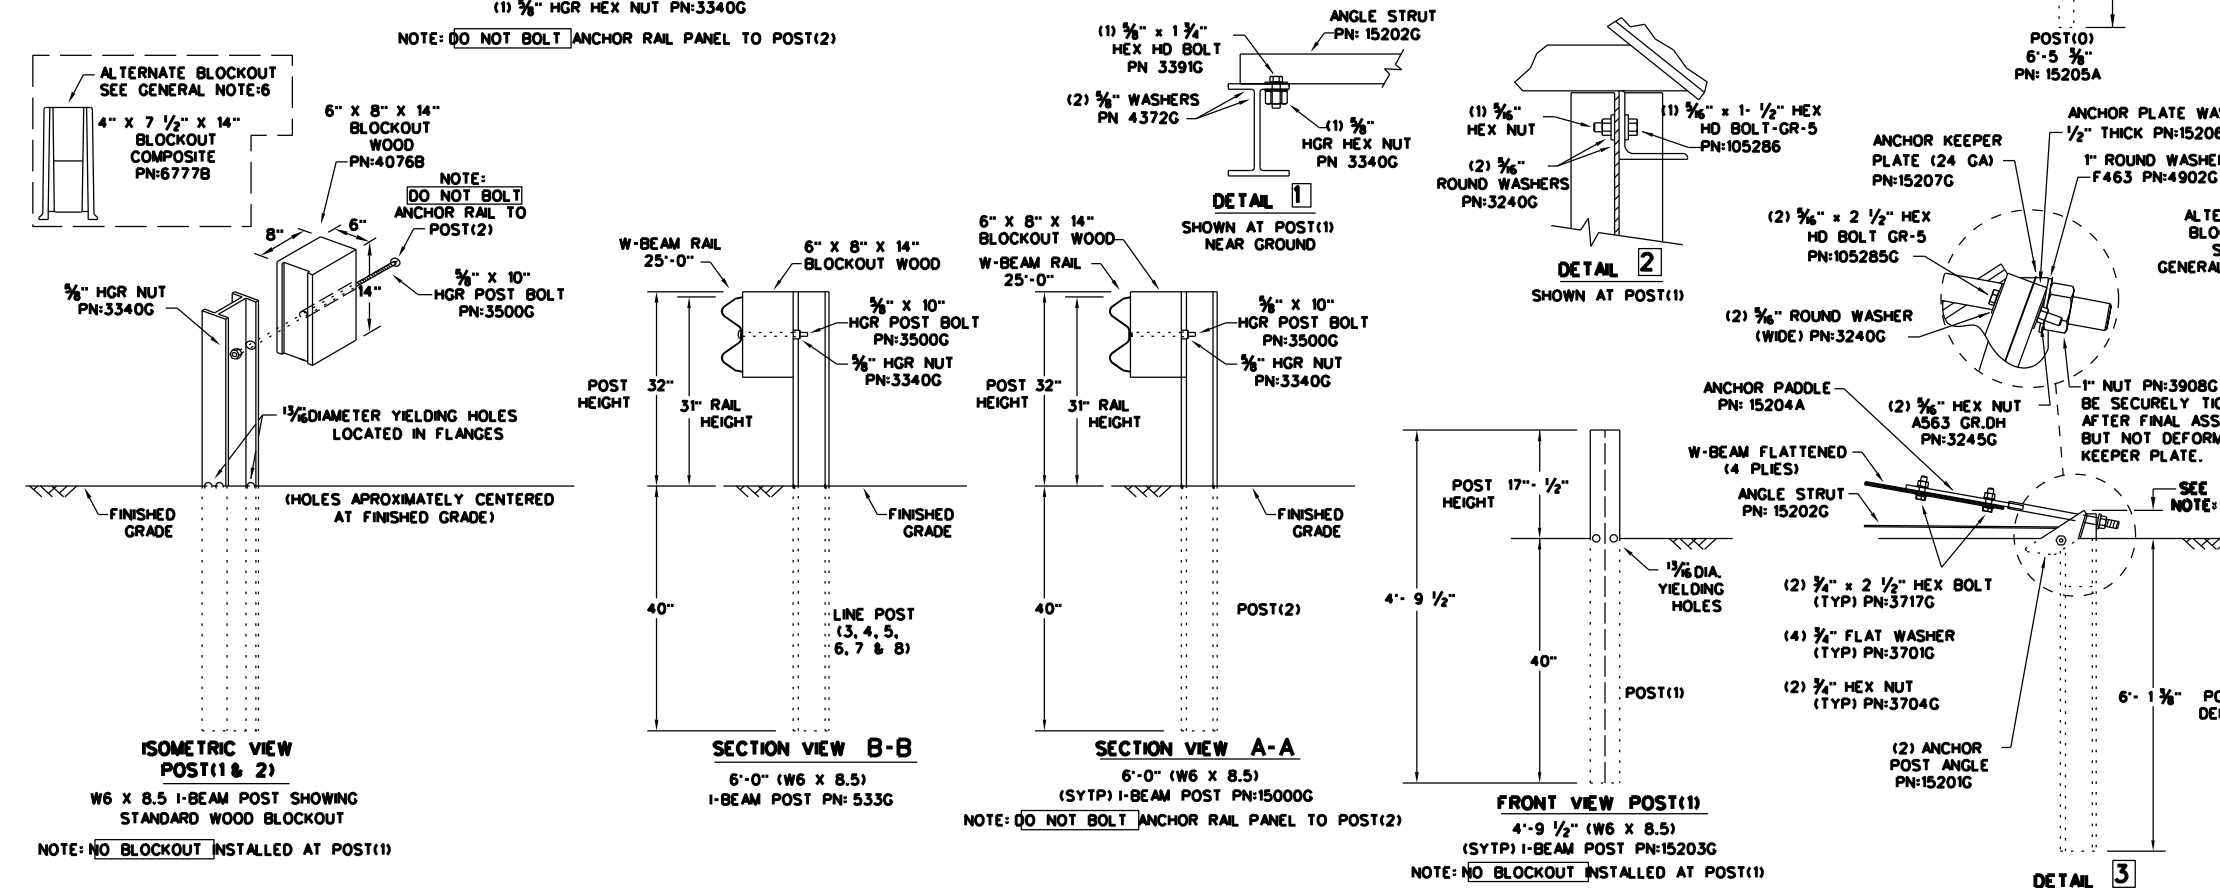 (1) ⅝" HGR HEX NUT PN:3340G
NOTE: DO NOT BOLT ANCHOR RAIL PANEL TO POST(2)
ALTERNATE BLOCKOUT
SEE GENERAL NOTE:6
4" X 7 ½" X 14"
BLOCKOUT
COMPOSITE
PN:6777B
6" X 8" X 14"
BLOCKOUT
WOOD
PN:4076B
NOTE:
DO NOT BOLT
ANCHOR RAIL TO
POST(2)
8"
6"
14"
⅝" X 10"
HGR POST BOLT
PN:3500G
⅝" HGR NUT
PN:3340G
13/16" DIAMETER YIELDING HOLES
LOCATED IN FLANGES
(HOLES APROXIMATELY CENTERED
AT FINISHED GRADE)
FINISHED
GRADE
ISOMETRIC VIEW
POST(1 & 2)
W6 X 8.5 I-BEAM POST SHOWING
STANDARD WOOD BLOCKOUT
NOTE: NO BLOCKOUT INSTALLED AT POST(1)
W-BEAM RAIL
25'-0"
6" X 8" X 14"
BLOCKOUT WOOD
⅝" X 10"
HGR POST BOLT
PN:3500G
⅝" HGR NUT
PN:3340G
POST 32"
HEIGHT
31" RAIL
HEIGHT
FINISHED
GRADE
40"
LINE POST
(3, 4, 5,
6, 7 & 8)
SECTION VIEW B-B
6'-0" (W6 X 8.5)
I-BEAM POST PN: 533G
6" X 8" X 14"
BLOCKOUT WOOD
W-BEAM RAIL
25'-0"
⅝" X 10"
HGR POST BOLT
PN:3500G
⅝" HGR NUT
PN:3340G
POST 32"
HEIGHT
31" RAIL
HEIGHT
FINISHED
GRADE
40"
POST(2)
SECTION VIEW A-A
6'-0" (W6 X 8.5)
(SYTP) I-BEAM POST PN:15000G
NOTE: DO NOT BOLT ANCHOR RAIL PANEL TO POST(2)
(1) ⅝" x 1 ¾"
HEX HD BOLT
PN 3391G
ANGLE STRUT
PN: 15202G
(2) ⅝" WASHERS
PN 4372G
(1) ⅝"
HGR HEX NUT
PN 3340G
DETAIL 1
SHOWN AT POST(1)
NEAR GROUND
(1) 5/16"
HEX NUT
(1) 5/16" x 1- ½" HEX
HD BOLT-GR-5
PN:105286
(2) 5/16"
ROUND WASHERS
PN:3240G
DETAIL 2
SHOWN AT POST(1)
POST 17"- ½"
HEIGHT
4'- 9 ½"
40"
13/16" DIA.
YIELDING
HOLES
POST(1)
FRONT VIEW POST(1)
4'-9 ½" (W6 X 8.5)
(SYTP) I-BEAM POST PN:15203G
NOTE: NO BLOCKOUT INSTALLED AT POST(1)
POST(0)
6'-5 ⅝"
PN: 15205A
ANCHOR PLATE WAS
½" THICK PN:15206
ANCHOR KEEPER
PLATE (24 GA)
PN:15207G
1" ROUND WASHER
F463 PN:4902G
(2) 5/16" x 2 ½" HEX
HD BOLT GR-5
PN:105285G
ALTE
BLOC
S
GENERAL
(2) 5/16" ROUND WASHER
(WIDE) PN:3240G
ANCHOR PADDLE
PN: 15204A
(2) 5/16" HEX NUT
A563 GR.DH
PN:3245G
1" NUT PN:3908G
BE SECURELY TIG
AFTER FINAL ASS
BUT NOT DEFORM
KEEPER PLATE.
W-BEAM FLATTENED
(4 PLIES)
ANGLE STRUT
PN: 15202G
SEE
NOTE:
(2) ¾" x 2 ½" HEX BOLT
(TYP) PN:3717G
(4) ¾" FLAT WASHER
(TYP) PN:3701G
(2) ¾" HEX NUT
(TYP) PN:3704G
6'- 1 ⅝"
PO
(2) ANCHOR
POST ANGLE
PN:15201G
DETAIL 3